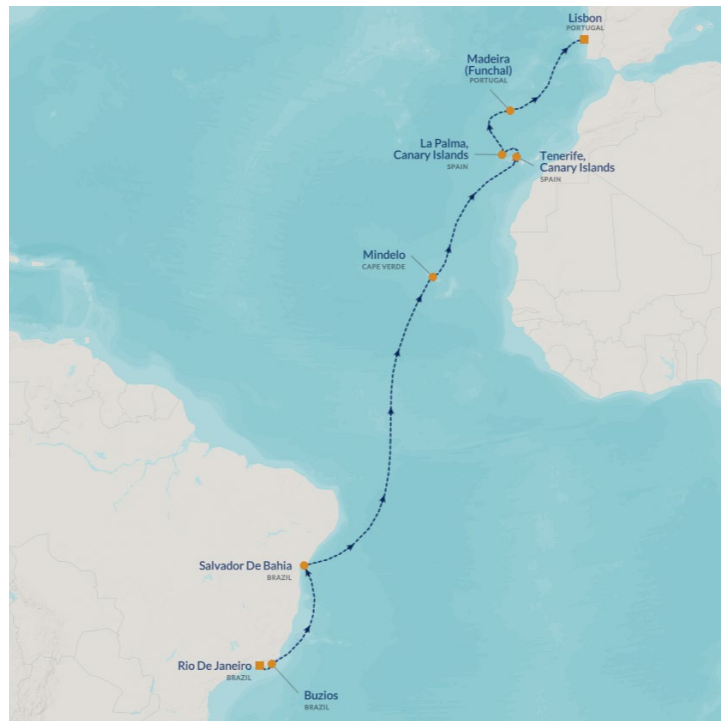 Lisbon
PORTUGAL
Madeira
(Funchal)
PORTUGAL
La Palma,
Canary Islands
SPAIN
Tenerife,
Canary Islands
SPAIN
Mindelo
CAPE VERDE
Salvador De Bahia
BRAZIL
Rio De Janeiro
BRAZIL
Buzios
BRAZIL